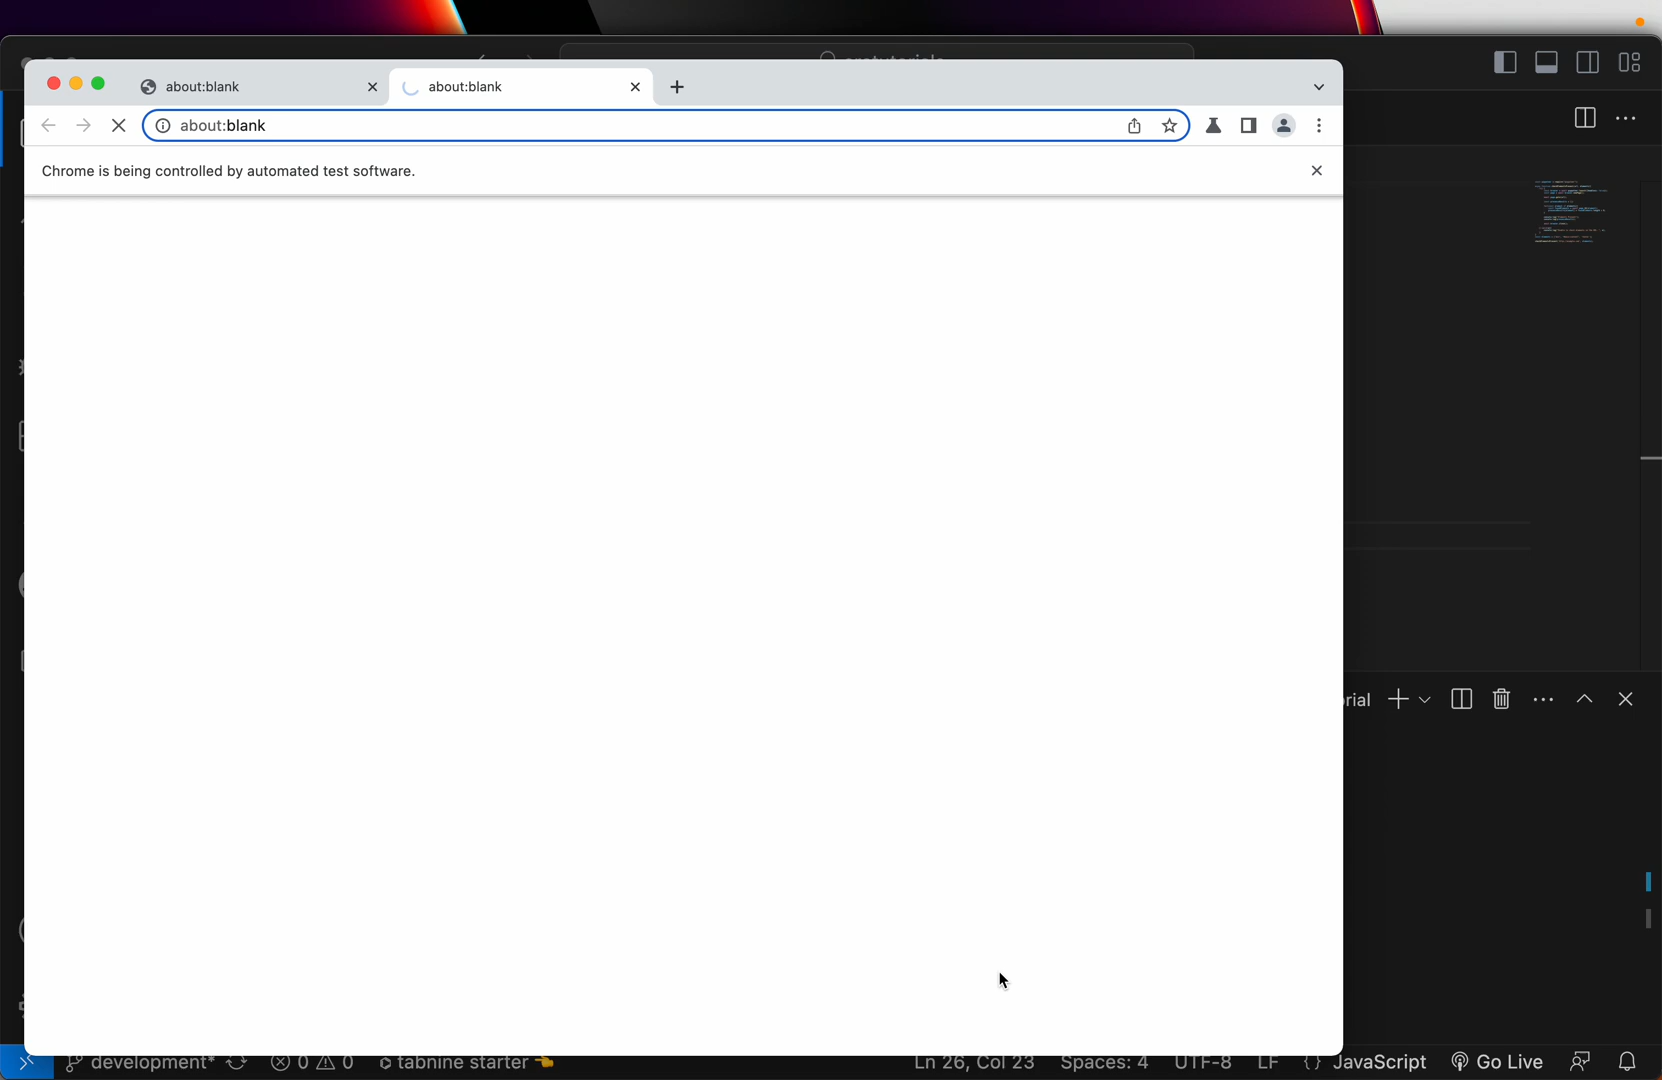 about:blank
about:blank
about:blank
Chrome is being controlled by automated test software.
rial
development*
0
0
tabnine starter
Ln 26, Col 23
Spaces: 4
UTF-8
LF
{} JavaScript
Go Live